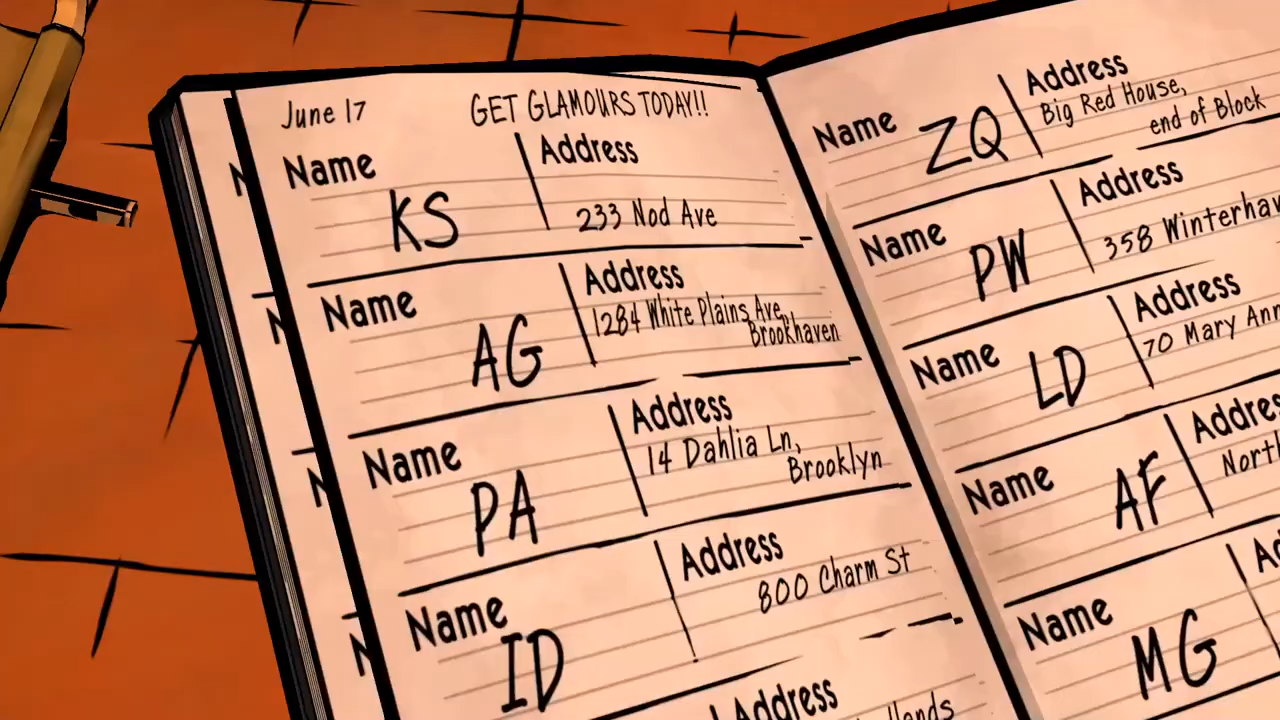 June 17
GET GLAMOURS TODAY!!
Name KS Address
233 Nod Ave
Name AG Address
1284 White Plains Ave,
Brookhaven
Name PA Address
14 Dahlia Ln,
Brooklyn
Name ID Address
800 Charm St
Address
Name ZQ Address
Big Red House,
end of Block
Name PW Address
358
Name LD Address
70 Mary Ann
Name AF
Name MG